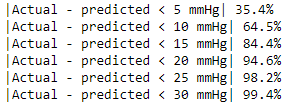 |Actual - predicted < 5 mmHg| 35.4%
|Actual - predicted < 10 mmHg| 64.5%
|Actual - predicted < 15 mmHg| 84.4%
|Actual - predicted < 20 mmHg| 94.6%
|Actual - predicted < 25 mmHg| 98.2%
|Actual - predicted < 30 mmHg| 99.4%